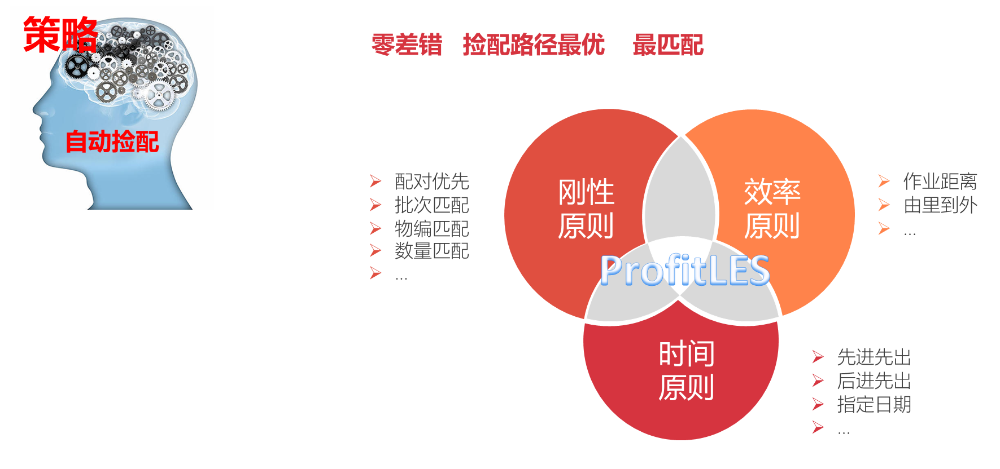 策略
自动捡配
零差错 捡配路径最优 最匹配
配对优先
批次匹配
物编匹配
数量匹配
...
刚性
原则
效率
原则
作业距离
由里到外
...
ProfitLES
时间
原则
先进先出
后进先出
指定日期
...